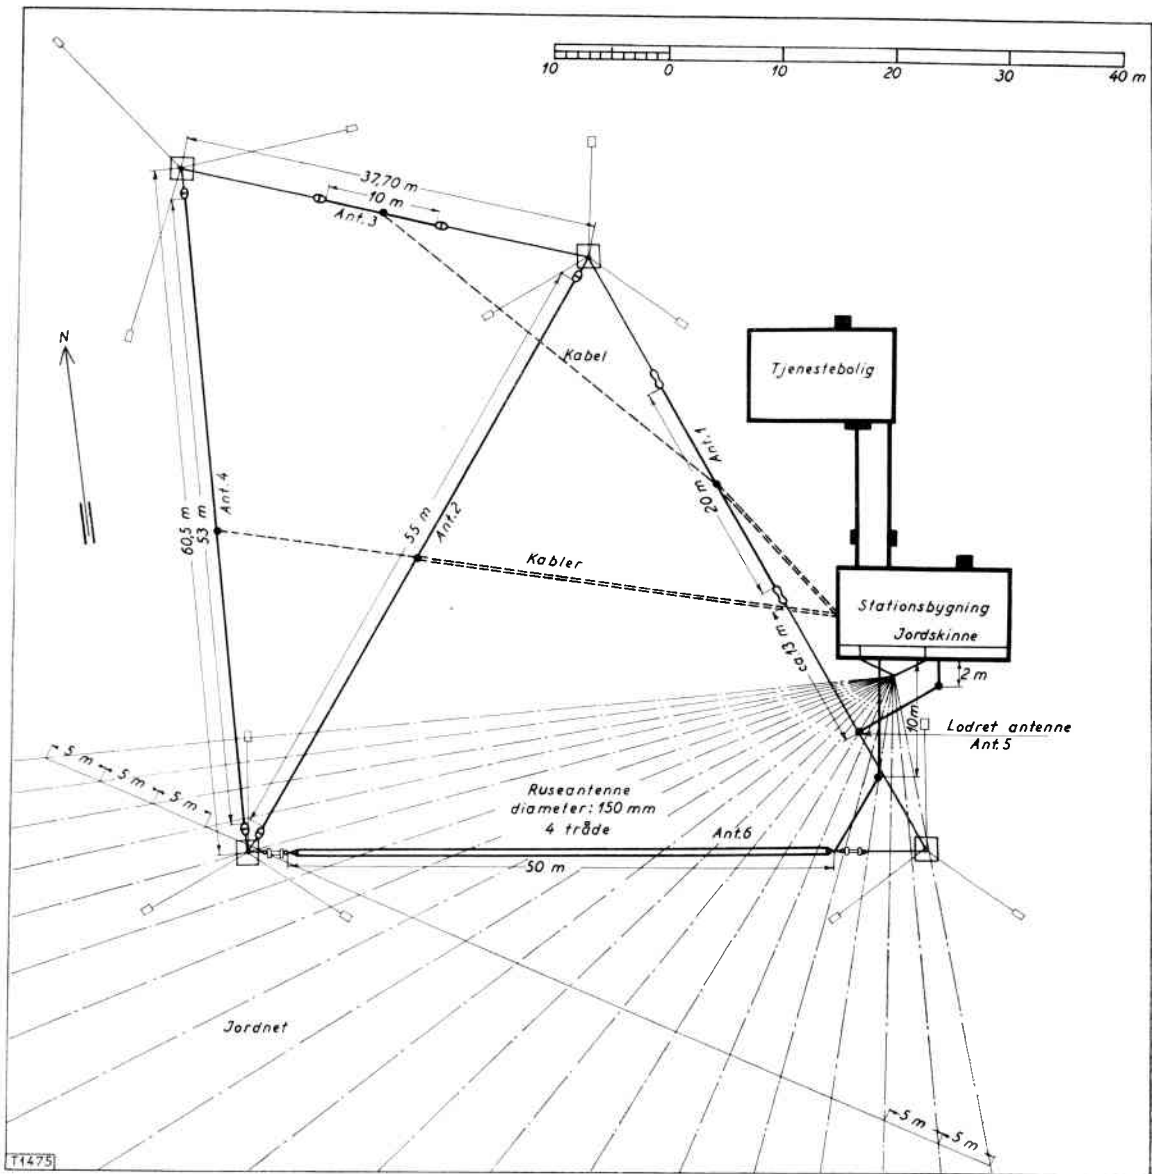 10 0 10 20 30 40 m
37,70 m
10 m
Ant.3
N
Kabel
Tjenestebolig
Ant.1
20 m
60,5 m
53 m
Ant.4
55 m
Ant.2
Kabler
Stationsbygning
Jordskinne
ca 13 m
2 m
10 m
Lodret antenne
Ant.5
5 m 5 m 5 m
Ruseantenne
diameter: 150 mm
4 tråde
Ant.6
50 m
Jordnet
5 m 5 m
T1475